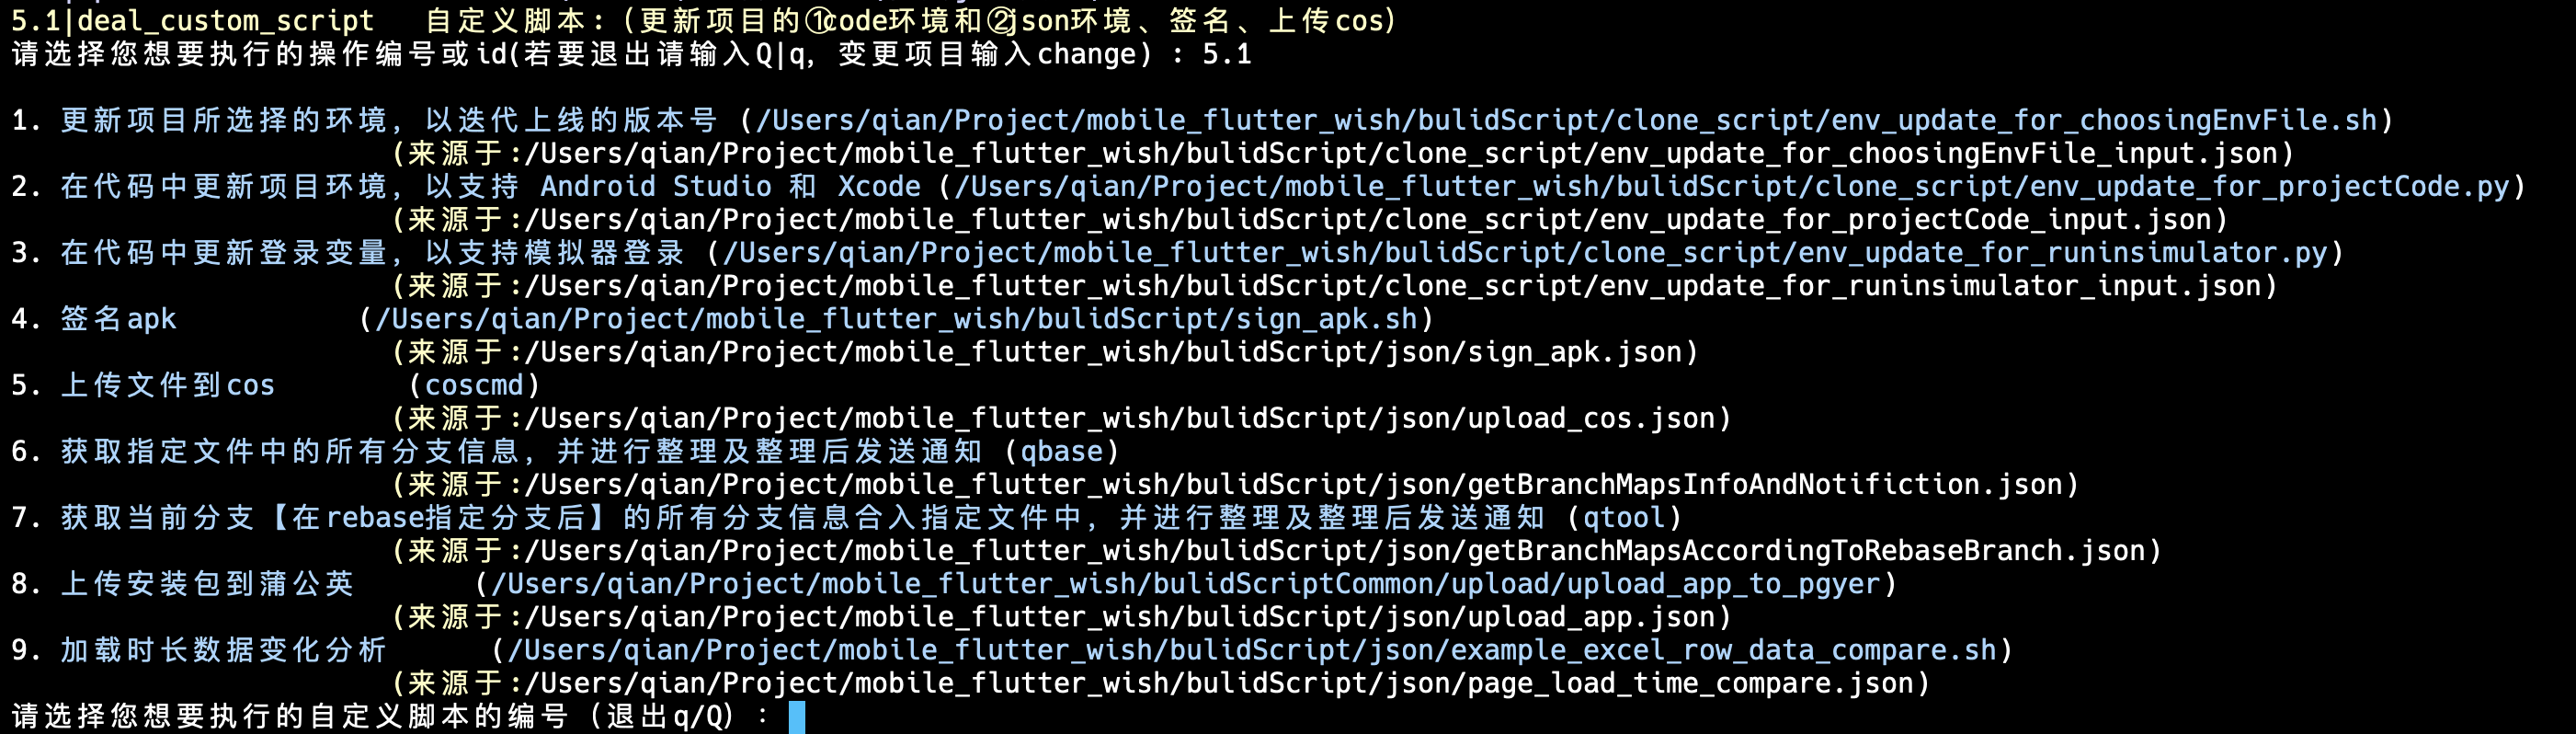 5.1|deal_custom_script   自定义脚本：(更新项目的①code环境和②json环境、签名、上传cos)
请选择您想要执行的操作编号或id(若要退出请输入Q|q，变更项目输入change) : 5.1
1. 更新项目所选择的环境，以迭代上线的版本号 (/Users/qian/Project/mobile_flutter_wish/bulidScript/clone_script/env_update_for_choosingEnvFile.sh)
(来源于:/Users/qian/Project/mobile_flutter_wish/bulidScript/clone_script/env_update_for_choosingEnvFile_input.json)
2. 在代码中更新项目环境，以支持 Android Studio 和 Xcode (/Users/qian/Project/mobile_flutter_wish/bulidScript/clone_script/env_update_for_projectCode.py)
(来源于:/Users/qian/Project/mobile_flutter_wish/bulidScript/clone_script/env_update_for_projectCode_input.json)
3. 在代码中更新登录变量，以支持模拟器登录 (/Users/qian/Project/mobile_flutter_wish/bulidScript/clone_script/env_update_for_runinsimulator.py)
(来源于:/Users/qian/Project/mobile_flutter_wish/bulidScript/clone_script/env_update_for_runinsimulator_input.json)
4. 签名apk           (/Users/qian/Project/mobile_flutter_wish/bulidScript/sign_apk.sh)
(来源于:/Users/qian/Project/mobile_flutter_wish/bulidScript/json/sign_apk.json)
5. 上传文件到cos        (coscmd)
(来源于:/Users/qian/Project/mobile_flutter_wish/bulidScript/json/upload_cos.json)
6. 获取指定文件中的所有分支信息，并进行整理及整理后发送通知 (qbase)
(来源于:/Users/qian/Project/mobile_flutter_wish/bulidScript/json/getBranchMapsInfoAndNotifiction.json)
7. 获取当前分支【在rebase指定分支后】的所有分支信息合入指定文件中，并进行整理及整理后发送通知 (qtool)
(来源于:/Users/qian/Project/mobile_flutter_wish/bulidScript/json/getBranchMapsAccordingToRebaseBranch.json)
8. 上传安装包到蒲公英       (/Users/qian/Project/mobile_flutter_wish/bulidScriptCommon/upload/upload_app_to_pgyer)
(来源于:/Users/qian/Project/mobile_flutter_wish/bulidScript/json/upload_app.json)
9. 加载时长数据变化分析      (/Users/qian/Project/mobile_flutter_wish/bulidScript/json/example_excel_row_data_compare.sh)
(来源于:/Users/qian/Project/mobile_flutter_wish/bulidScript/json/page_load_time_compare.json)
请选择您想要执行的自定义脚本的编号（退出q/Q）：